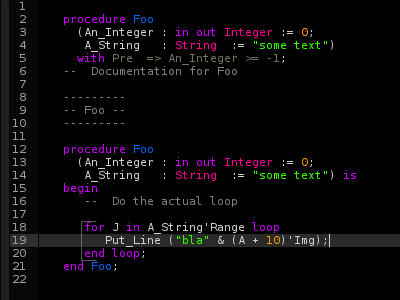 1
2 procedure Foo
3 (An_Integer : in out Integer := 0;
4 A_String : String := "some text")
5 with Pre => An_Integer >= -1;
6 -- Documentation for Foo
7
8 ---------
9 -- Foo --
10 ---------
11
12 procedure Foo
13 (An_Integer : in out Integer := 0;
14 A_String : String := "some text") is
15 begin
16 -- Do the actual loop
17
18 for J in A_String'Range loop
19 Put_Line ("bla" & (A + 10)'Img);
20 end loop;
21 end Foo;
22